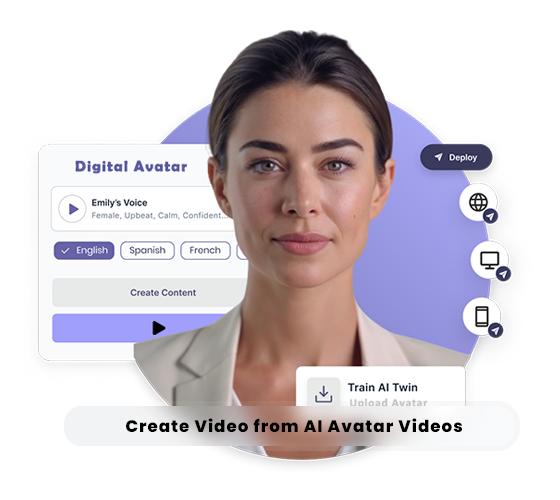 Digital Avatar
Emily's Voice
Female, Upbeat, Calm, Confident...
English
Spanish
French
Create Content
Deploy
Train AI Twin
Upload Avatar
Create Video from AI Avatar Videos